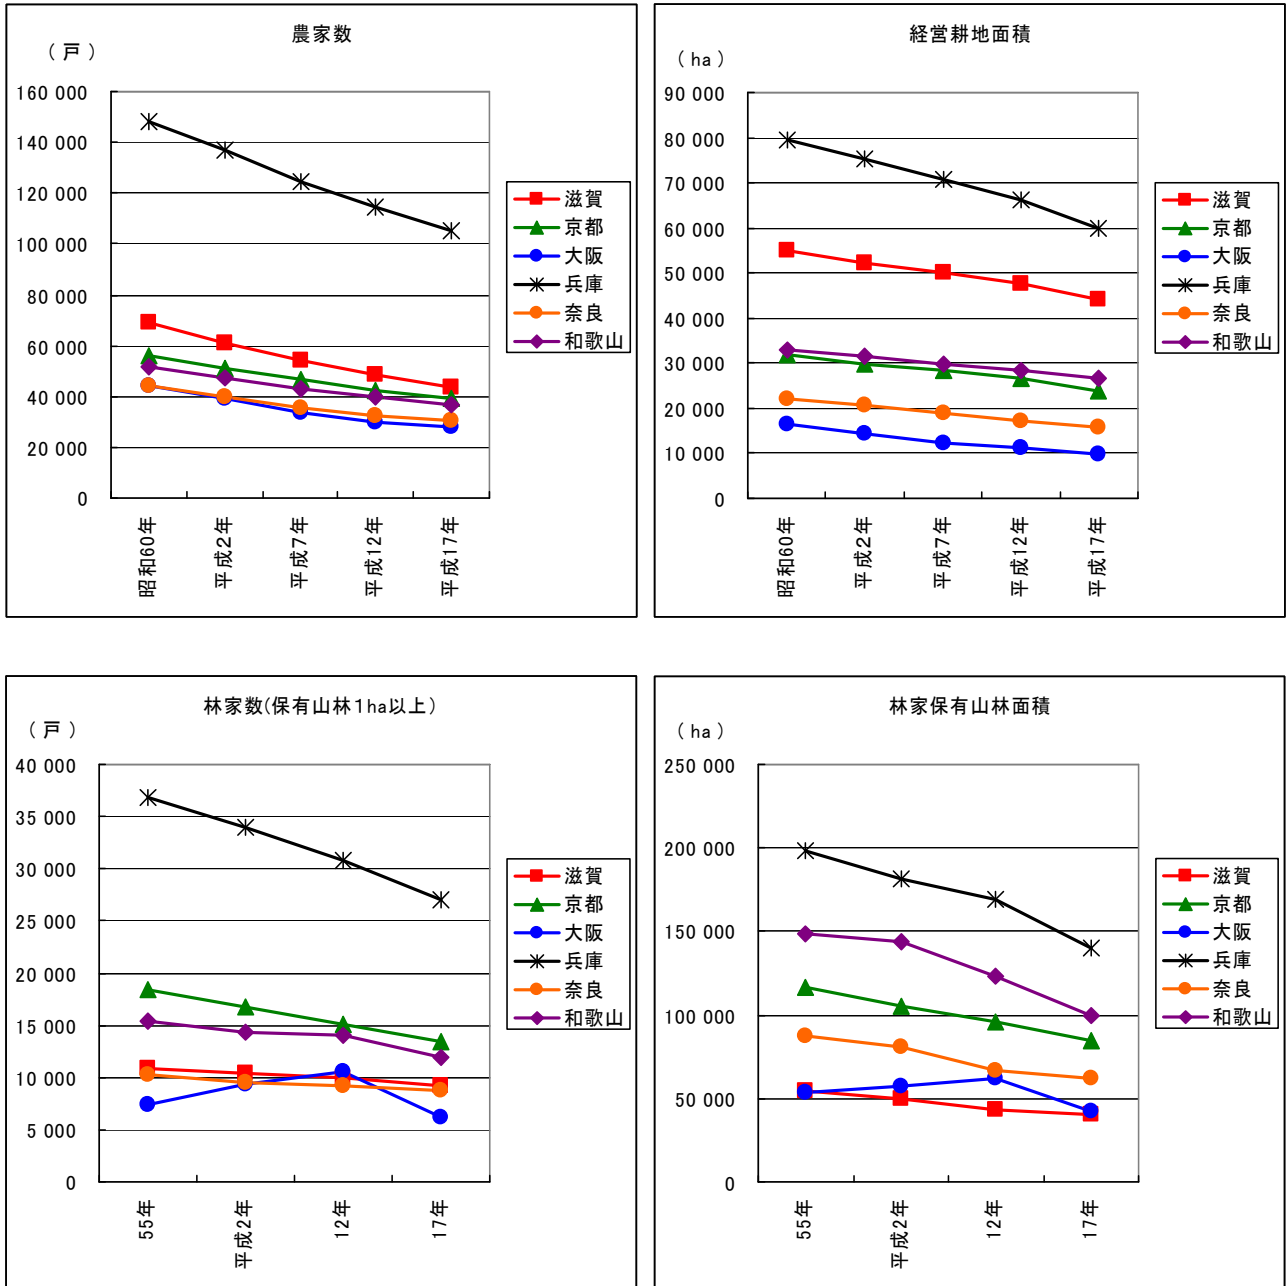 農家数
(戸)
160 000
140 000
120 000
100 000
80 000
60 000
40 000
20 000
0
昭和60年
平成2年
平成7年
平成12年
平成17年
滋賀
京都
大阪
兵庫
奈良
和歌山
経営耕地面積
(ha)
90 000
80 000
70 000
60 000
50 000
40 000
30 000
20 000
10 000
0
昭和60年
平成2年
平成7年
平成12年
平成17年
滋賀
京都
大阪
兵庫
奈良
和歌山
林家数(保有山林1ha以上)
(戸)
40 000
35 000
30 000
25 000
20 000
15 000
10 000
5 000
0
55年
平成2年
12年
17年
滋賀
京都
大阪
兵庫
奈良
和歌山
林家保有山林面積
(ha)
250 000
200 000
150 000
100 000
50 000
0
55年
平成2年
12年
17年
滋賀
京都
大阪
兵庫
奈良
和歌山